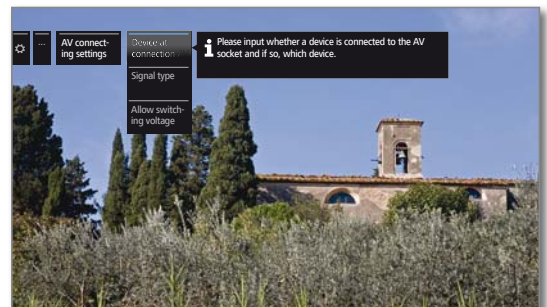 ...
AV connect-
ing settings
Device at
connection
Signal type
Allow switch-
ing voltage
Please input whether a device is connected to the AV
socket and if so, which device.